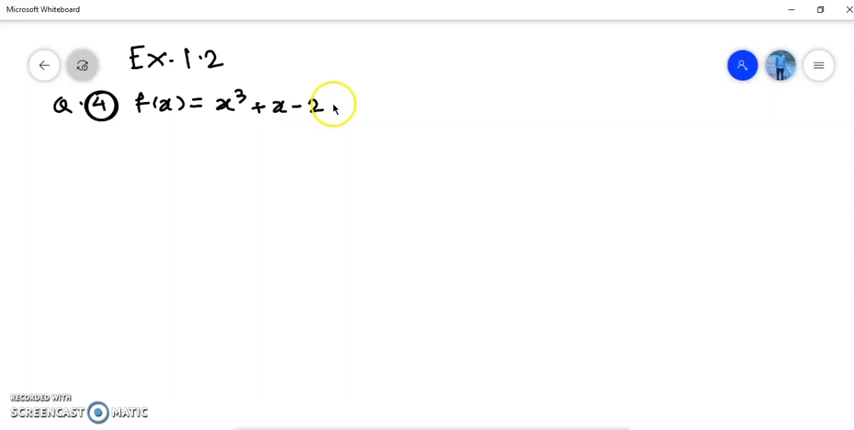 Microsoft Whiteboard
Ex. 1.2
Q. 4 f(x) = x³ + x - 2
RECORDED WITH
SCREENCAST MATIC